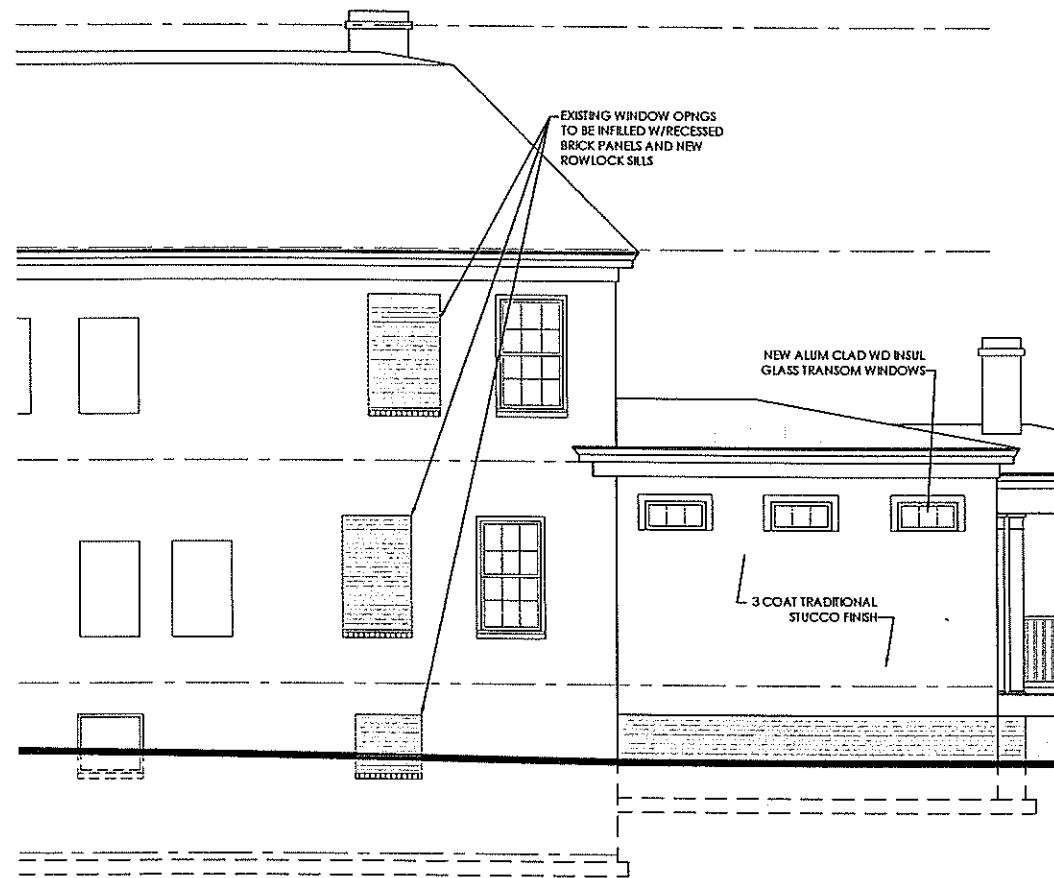 EXISTING WINDOW OPNGS
TO BE INFILLED W/RECESSED
BRICK PANELS AND NEW
ROWLOCK SILLS
NEW ALUM CLAD WD INSUL
GLASS TRANSOM WINDOWS
3 COAT TRADITIONAL
STUCCO FINISH